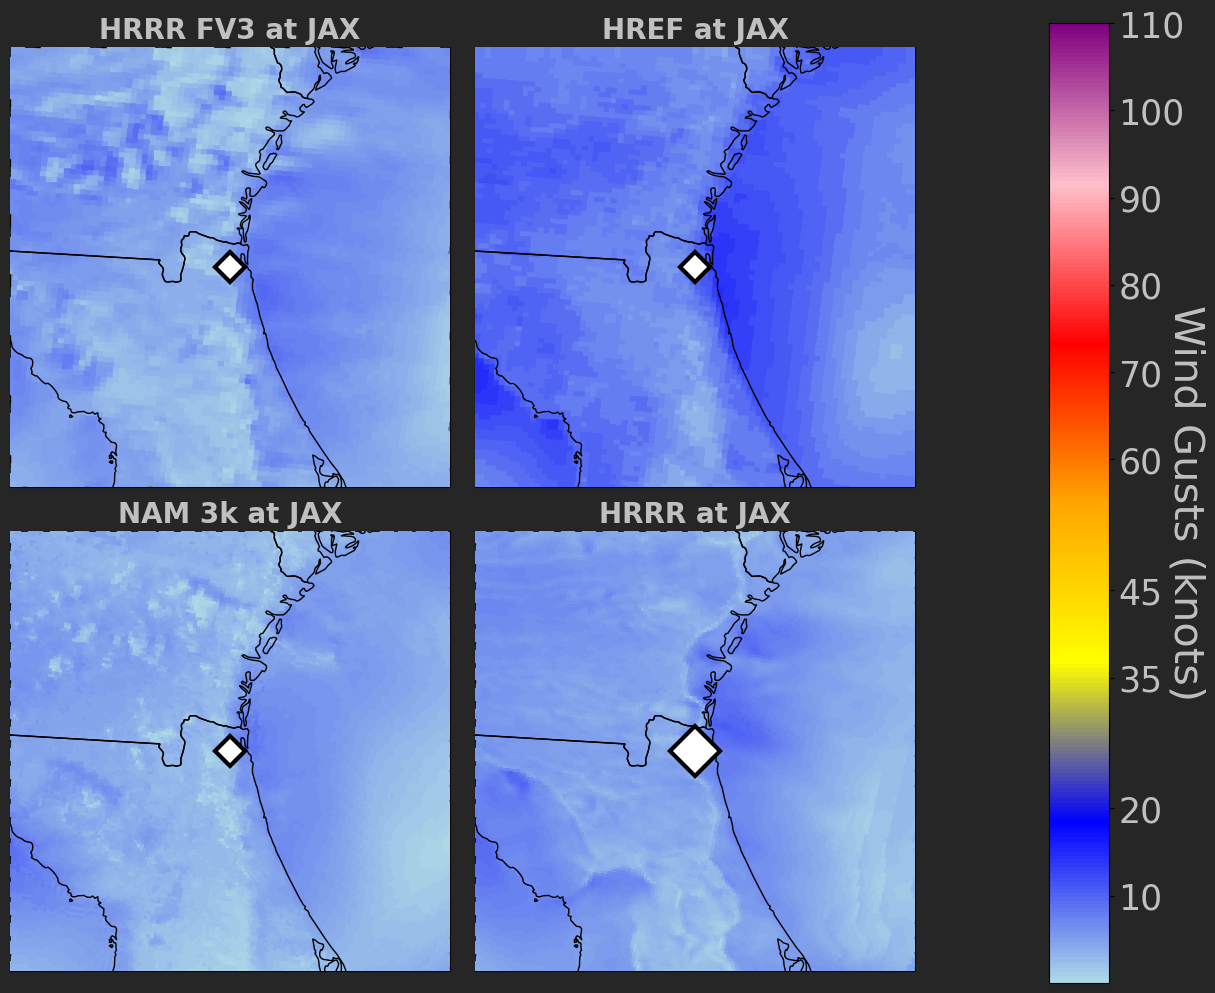 HRRR FV3 at JAX
HREF at JAX
NAM 3k at JAX
HRRR at JAX
110
100
90
80
70
60
45
35
20
10
Wind Gusts (knots)